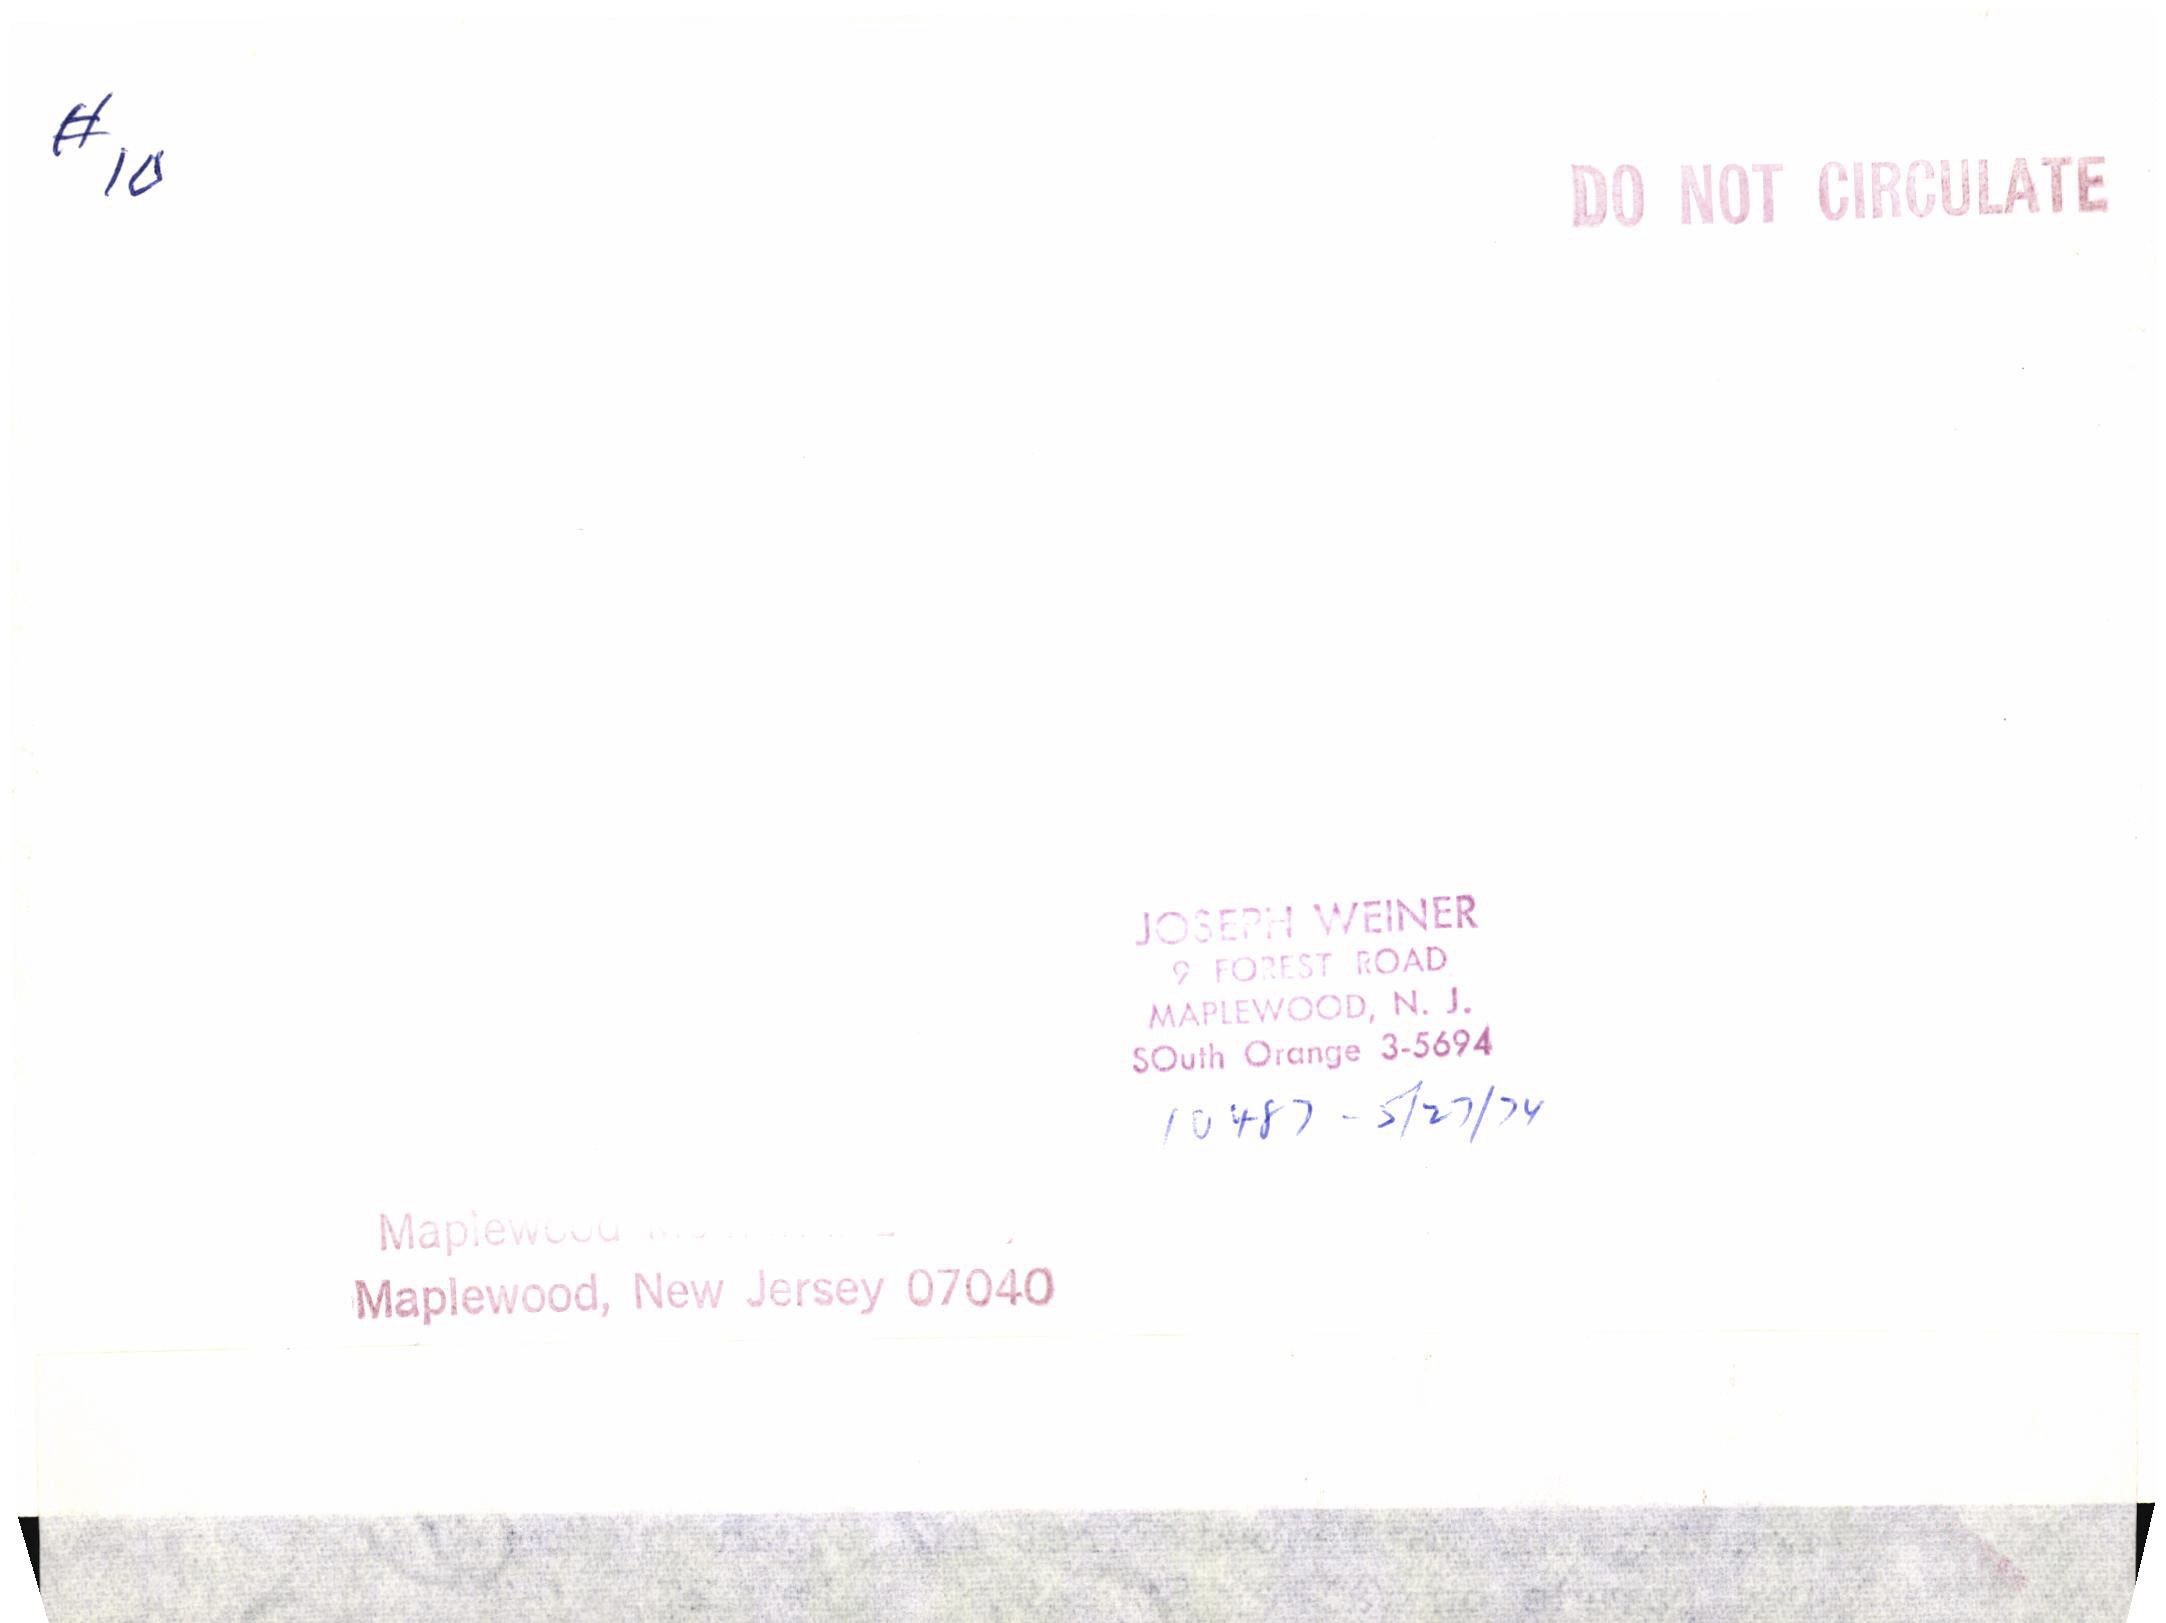 #
10
DO NOT CIRCULATE
JOSEPH WEINER
9 FOREST ROAD
MAPLEWOOD, N. J.
SOuth Orange 3-5694
10487 - 5/27/74
Maplewood
Maplewood, New Jersey 07040